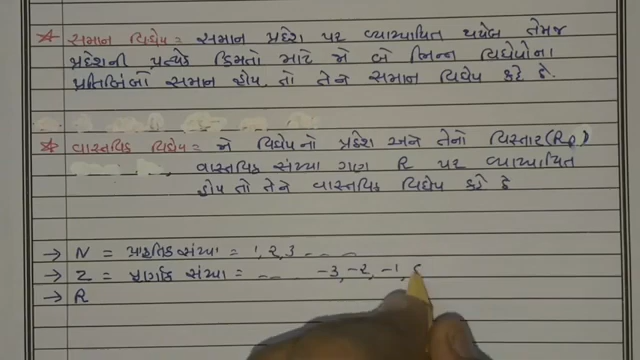 ☆ સમાન વિધેય = સમાન પ્રદેશ પર વ્યાખ્યાયિત થયેલ તેમજ
પ્રદેશની પ્રત્યેક કિંમતો માટે જો બે ભિન્ન વિધેયોના
પ્રતિબિંબો સમાન હોય તો તેને સમાન વિધેય કહે છે.
☆ વાસ્તવિક વિધેય = જો વિધેયનો પ્રદેશ અને તેનો વિસ્તાર (Rf)
વાસ્તવિક સંખ્યા ગણ R પર વ્યાખ્યાયિત
હોય તો તેને વાસ્તવિક વિધેય કહે છે
→ N = પ્રાકૃતિક સંખ્યા = 1, 2, 3 - - - -
→ Z = પૂર્ણાંક સંખ્યા = - - - - -3, -2, -1,
→ R